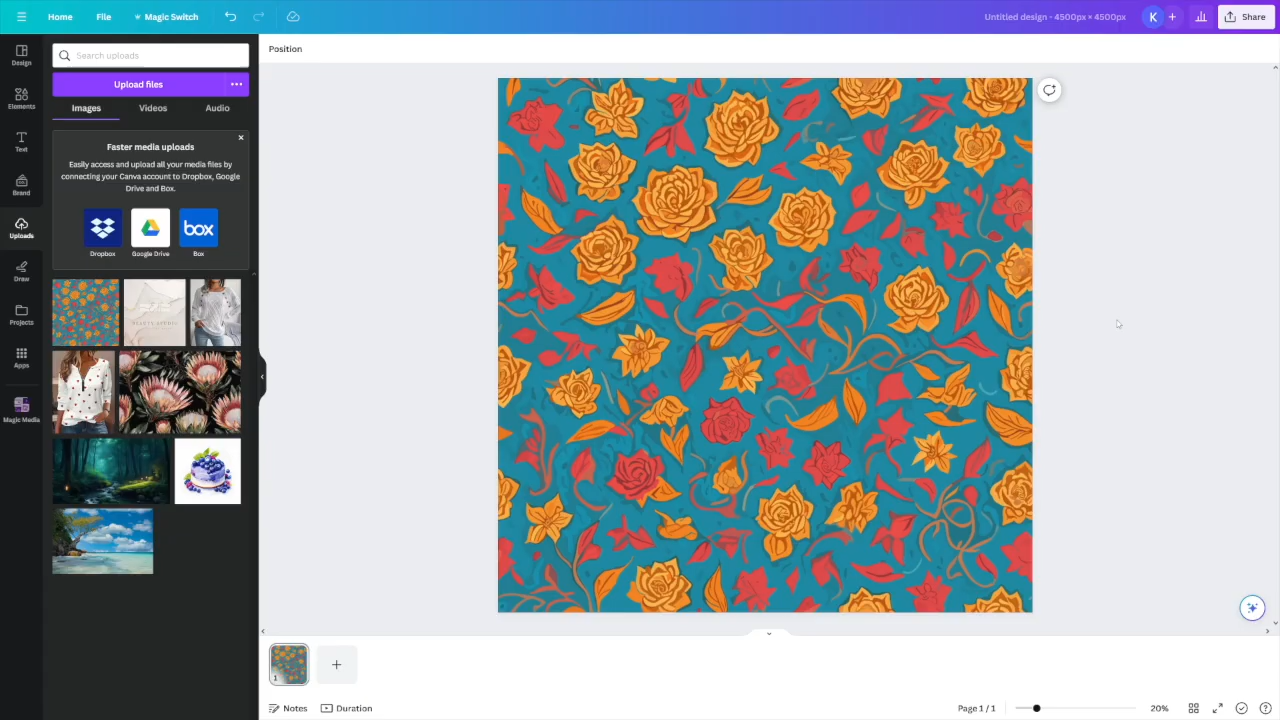 Home
File
Magic Switch
Untitled design - 4500px × 4500px
K
Share
Design
Elements
Text
Brand
Uploads
Draw
Projects
Apps
Magic Media
Search uploads
Upload files
Images
Videos
Audio
Faster media uploads
Easily access and upload all your media files by
connecting your Canva account to Dropbox, Google
Drive and Box.
box
Dropbox
Google Drive
Box
Position
1
Notes
Duration
Page 1 / 1
20%